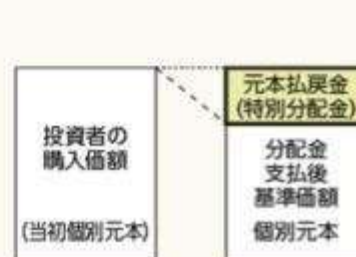 投資者の
購入価額
(当初個別元本)
元本払戻金
(特別分配金)
分配金
支払後
基準価額
個別元本